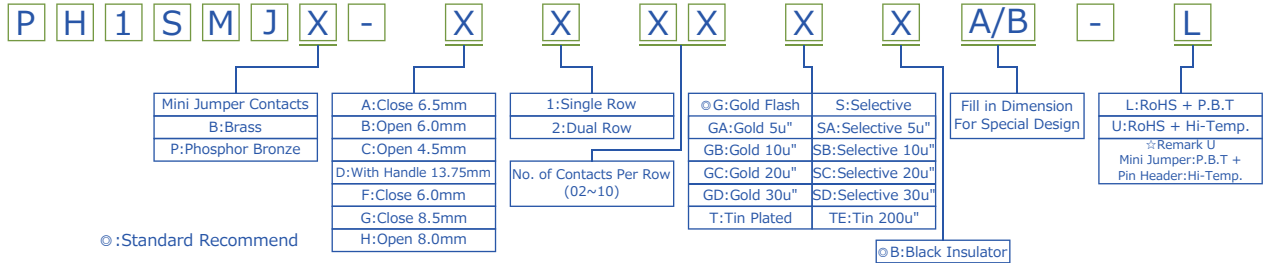 P H 1 S M J X - X X X X X X A/B - L
Mini Jumper Contacts
B:Brass
P:Phosphor Bronze
A:Close 6.5mm
B:Open 6.0mm
C:Open 4.5mm
D:With Handle 13.75mm
F:Close 6.0mm
G:Close 8.5mm
H:Open 8.0mm
1:Single Row
2:Dual Row
No. of Contacts Per Row
(02~10)
◎G:Gold Flash
S:Selective
GA:Gold 5u"
SA:Selective 5u"
GB:Gold 10u"
SB:Selective 10u"
GC:Gold 20u"
SC:Selective 20u"
GD:Gold 30u"
SD:Selective 30u"
T:Tin Plated
TE:Tin 200u"
◎B:Black Insulator
Fill in Dimension
For Special Design
L:RoHS + P.B.T
U:RoHS + Hi-Temp.
☆Remark U
Mini Jumper:P.B.T +
Pin Header:Hi-Temp.
◎:Standard Recommend